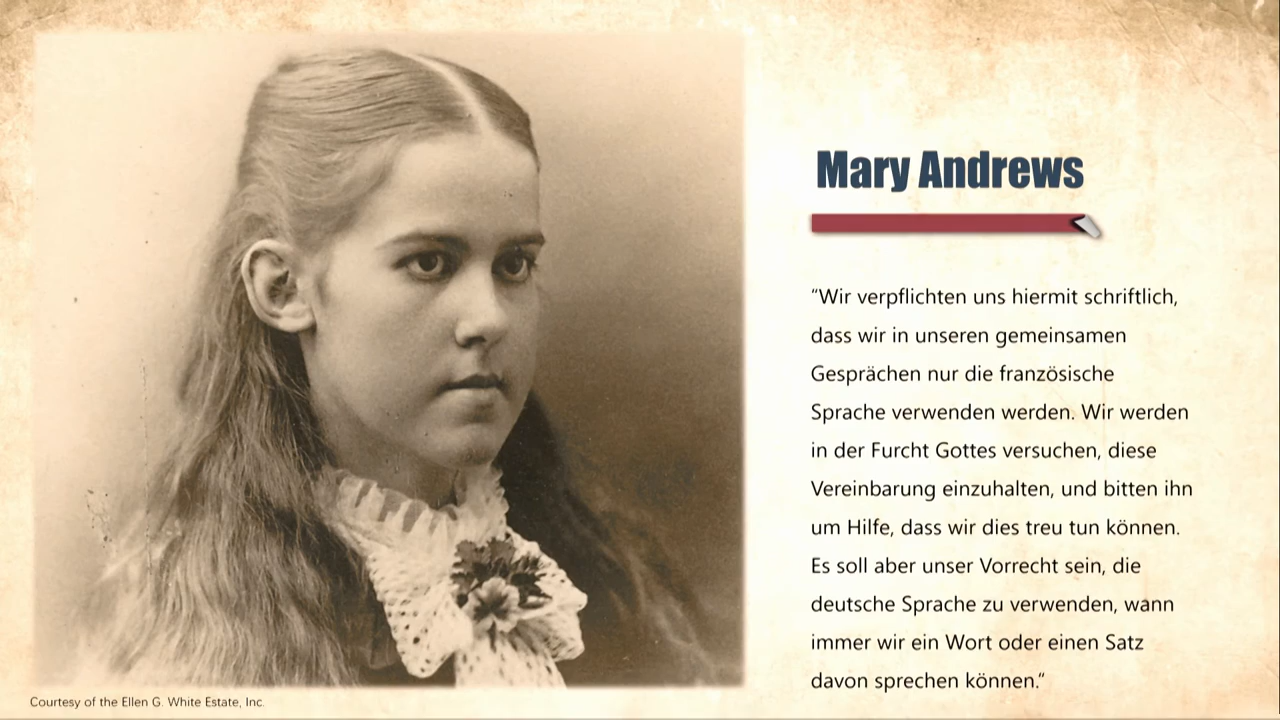 Mary Andrews
“Wir verpflichten uns hiermit schriftlich,
dass wir in unseren gemeinsamen
Gesprächen nur die französische
Sprache verwenden werden. Wir werden
in der Furcht Gottes versuchen, diese
Vereinbarung einzuhalten, und bitten ihn
um Hilfe, dass wir dies treu tun können.
Es soll aber unser Vorrecht sein, die
deutsche Sprache zu verwenden, wann
immer wir ein Wort oder einen Satz
davon sprechen können.“
Courtesy of the Ellen G. White Estate, Inc.